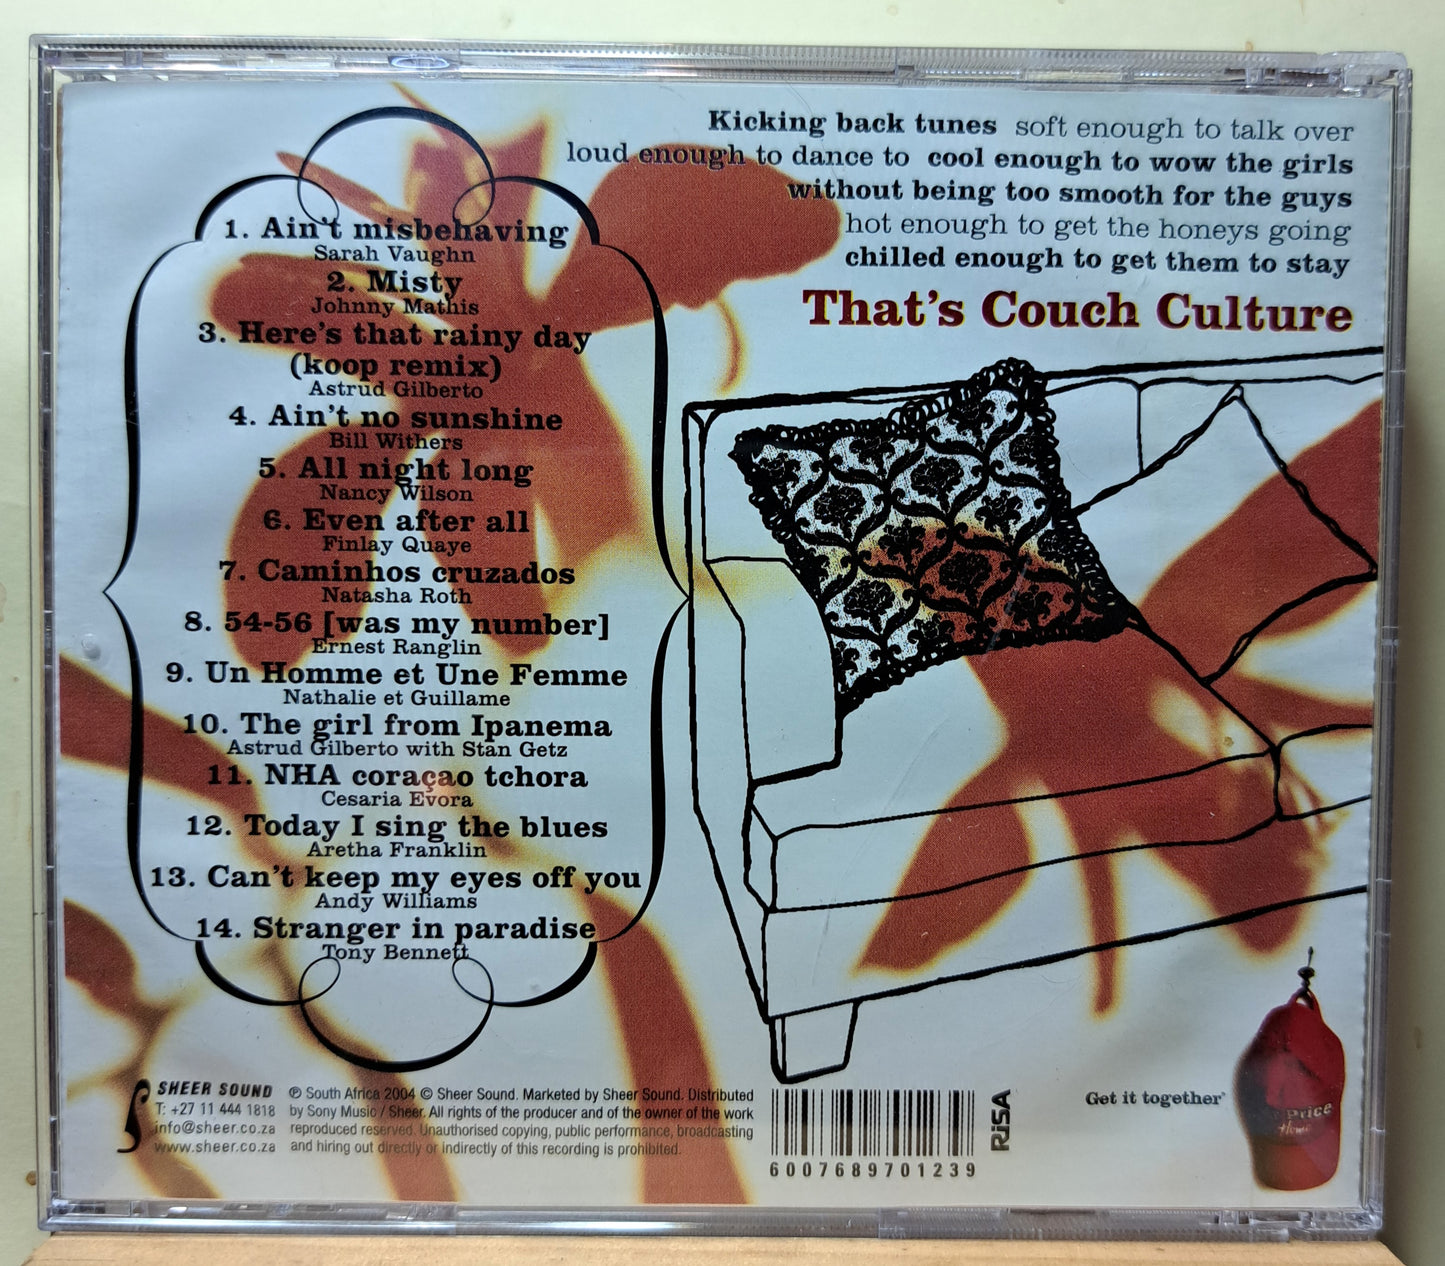 Kicking back tunes soft enough to talk over
loud enough to dance to cool enough to wow the girls
without being too smooth for the guys
hot enough to get the honeys going
chilled enough to get them to stay
That's Couch Culture
1. Ain't misbehaving
Sarah Vaughn
2. Misty
Johnny Mathis
3. Here's that rainy day
(koop remix)
Astrud Gilberto
4. Ain't no sunshine
Bill Withers
5. All night long
Nancy Wilson
6. Even after all
Finlay Quaye
7. Caminhos cruzados
Natasha Roth
8. 54-56 [was my number]
Ernest Ranglin
9. Un Homme et Une Femme
Nathalie et Guillame
10. The girl from Ipanema
Astrud Gilberto with Stan Getz
11. NHA coraçao tchora
Cesaria Evora
12. Today I sing the blues
Aretha Franklin
13. Can't keep my eyes off you
Andy Williams
14. Stranger in paradise
Tony Bennett
SHEER SOUND
T: +27 11 444 1818
info@sheer.co.za
www.sheer.co.za
℗ South Africa 2004 © Sheer Sound. Marketed by Sheer Sound. Distributed
by Sony Music / Sheer. All rights of the producer and of the owner of the work
reproduced reserved. Unauthorised copying, public performance, broadcasting
and hiring out directly or indirectly of this recording is prohibited.
6007689701239
RiSA
Get it together
Price
Home